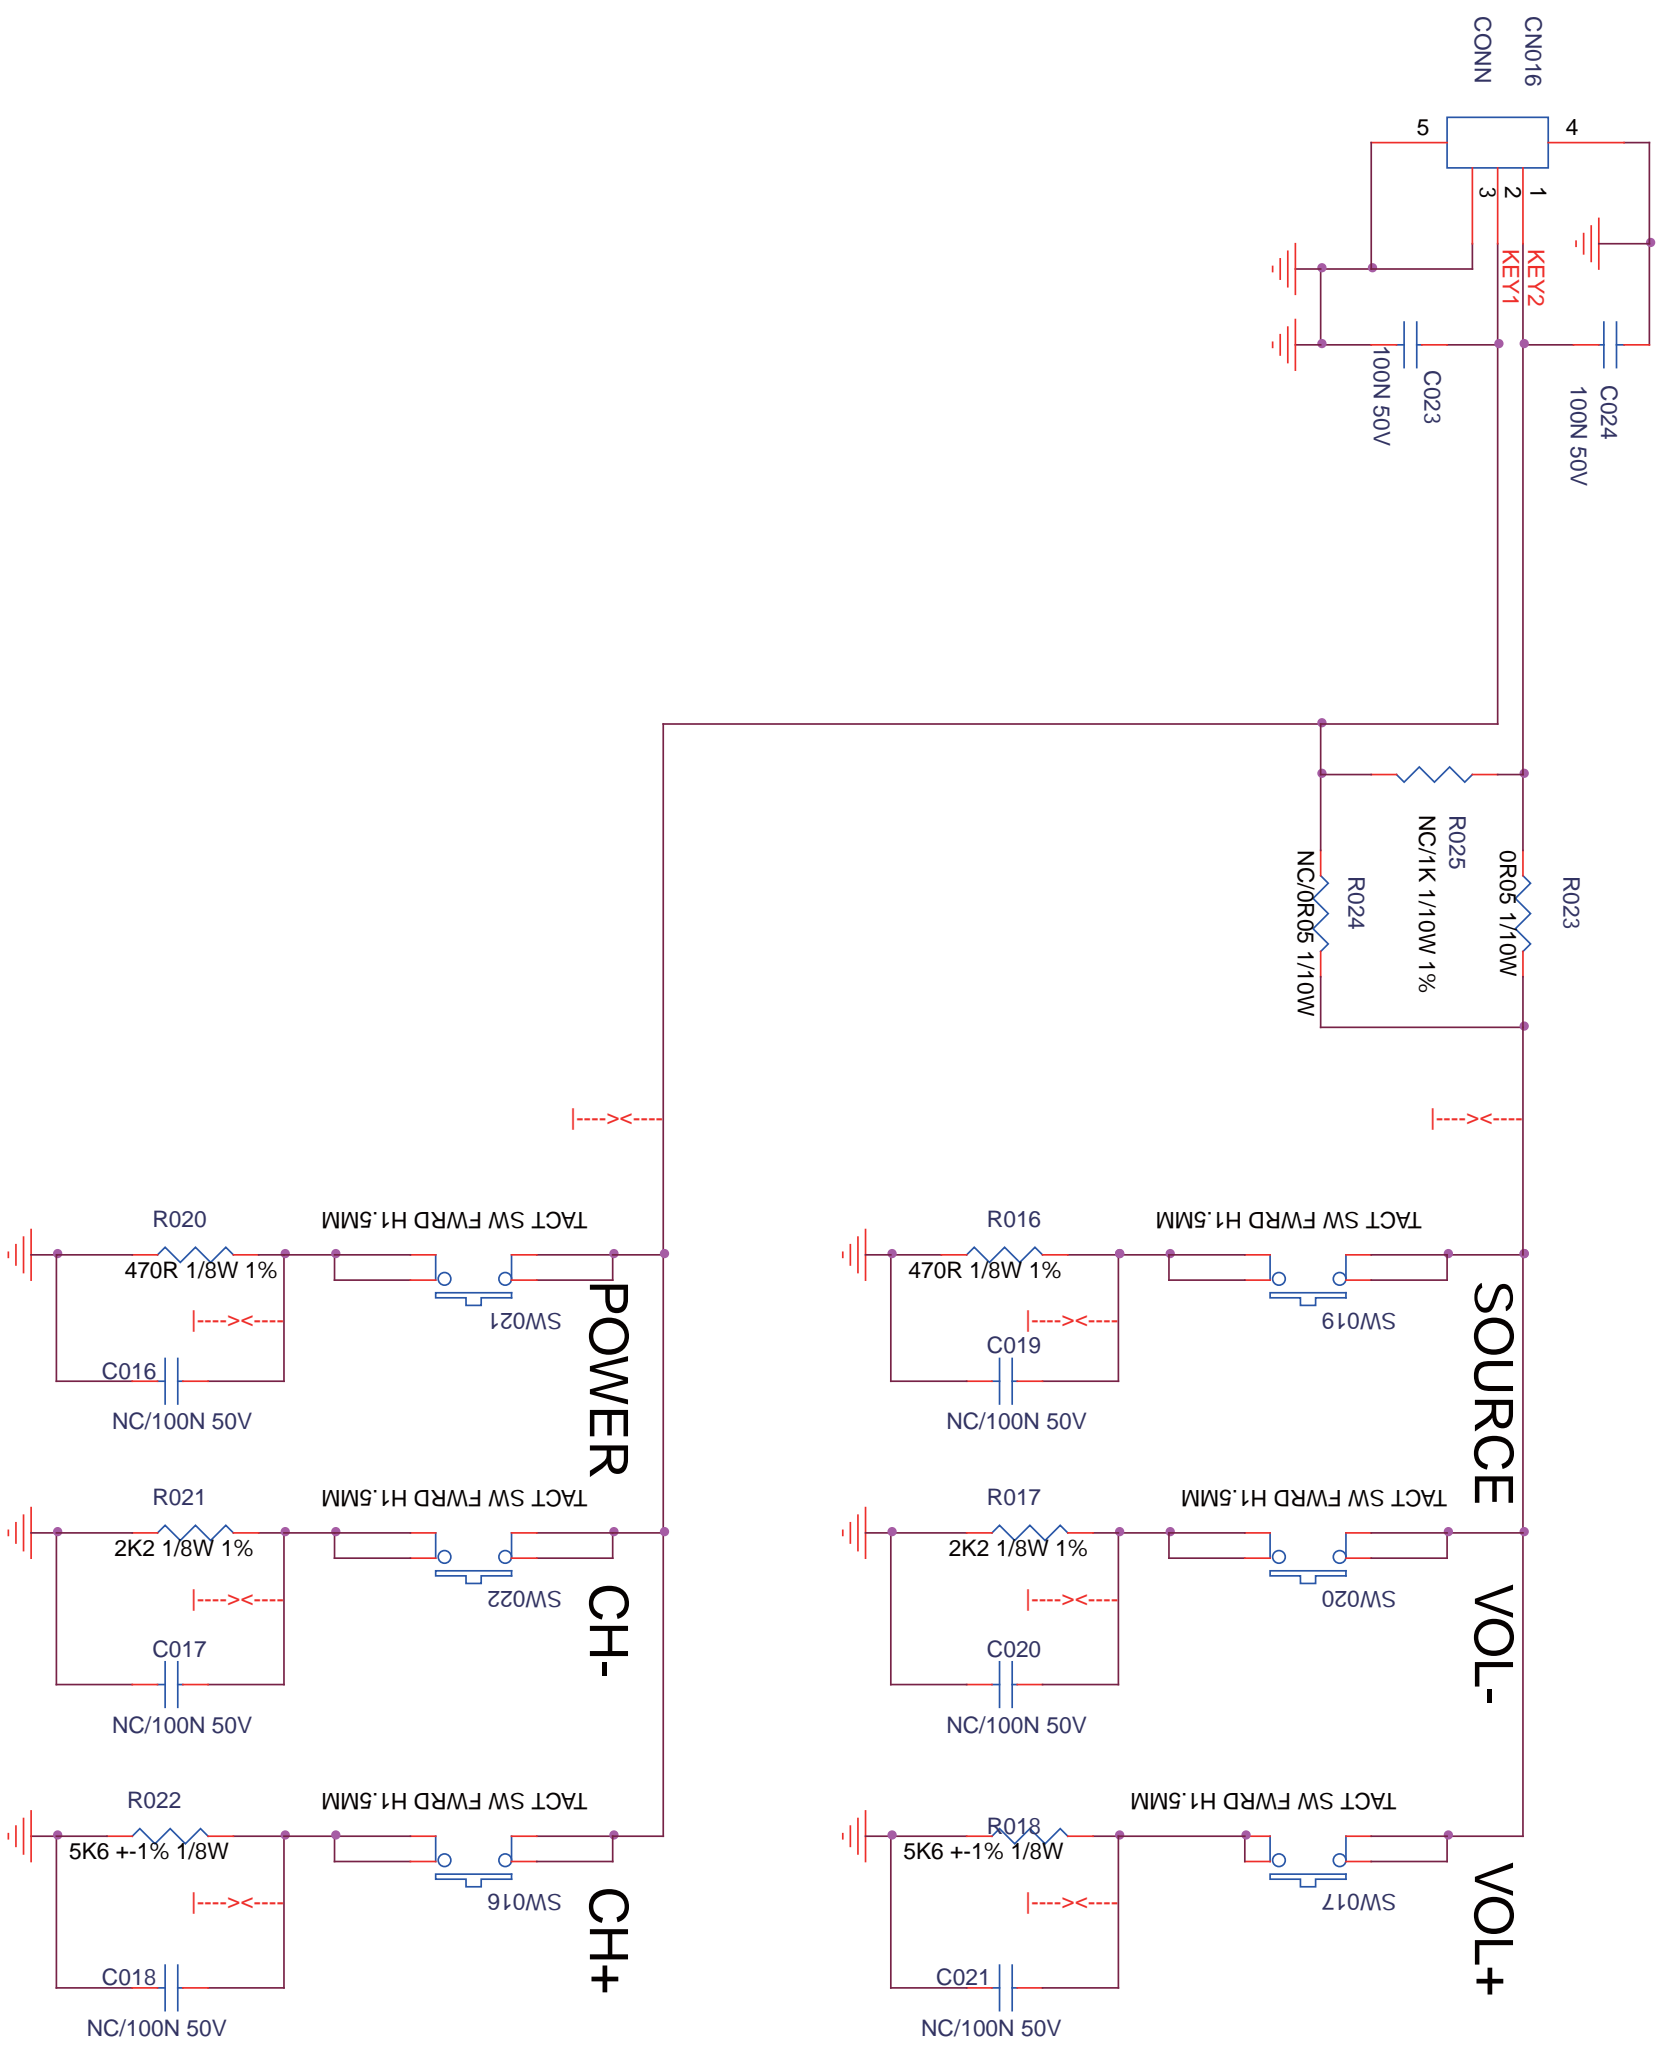 CN016
CONN
5
4
1
2
3
KEY2
KEY1
C023
100N 50V
C024
100N 50V
R025
NC/1K 1/10W 1%
R023
0R05 1/10W
R024
NC/0R05 1/10W
R020
470R 1/8W 1%
TACT SW FWRD H1.5MM
SW021
POWER
C016
NC/100N 50V
R016
470R 1/8W 1%
TACT SW FWRD H1.5MM
SW019
SOURCE
C019
NC/100N 50V
R021
2K2 1/8W 1%
TACT SW FWRD H1.5MM
SW022
CH-
C017
NC/100N 50V
R017
2K2 1/8W 1%
TACT SW FWRD H1.5MM
SW020
VOL-
C020
NC/100N 50V
R022
5K6 +-1% 1/8W
TACT SW FWRD H1.5MM
SW016
CH+
C018
NC/100N 50V
R018
5K6 +-1% 1/8W
TACT SW FWRD H1.5MM
SW017
VOL+
C021
NC/100N 50V